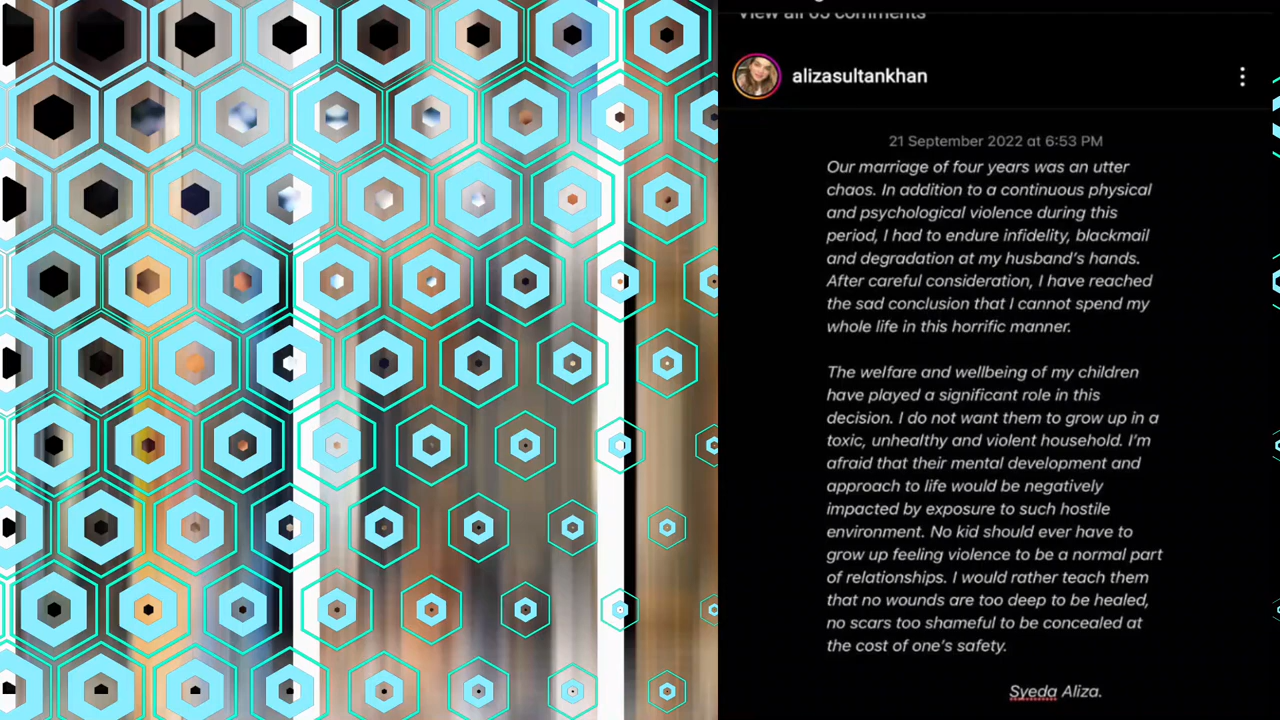 View all 63 comments
alizasultankhan
21 September 2022 at 6:53 PM
Our marriage of four years was an utter
chaos. In addition to a continuous physical
and psychological violence during this
period, I had to endure infidelity, blackmail
and degradation at my husband's hands.
After careful consideration, I have reached
the sad conclusion that I cannot spend my
whole life in this horrific manner.
The welfare and wellbeing of my children
have played a significant role in this
decision. I do not want them to grow up in a
toxic, unhealthy and violent household. I'm
afraid that their mental development and
approach to life would be negatively
impacted by exposure to such hostile
environment. No kid should ever have to
grow up feeling violence to be a normal part
of relationships. I would rather teach them
that no wounds are too deep to be healed,
no scars too shameful to be concealed at
the cost of one's safety.
Syeda Aliza.